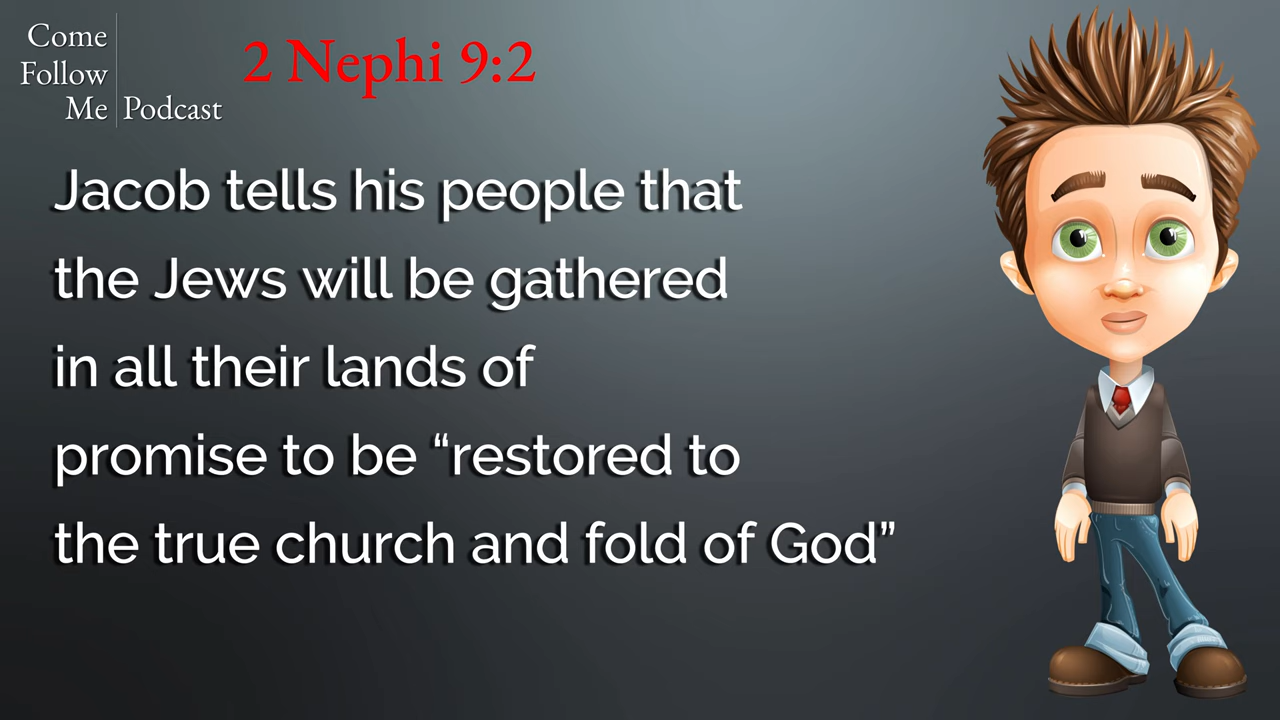 Come
Follow
Me Podcast
2 Nephi 9:2
Jacob tells his people that
the Jews will be gathered
in all their lands of
promise to be “restored to
the true church and fold of God”